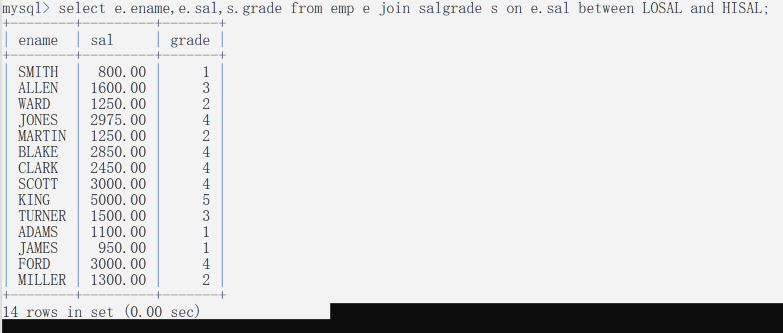 mysql> select e.ename,e.sal,s.grade from emp e join salgrade s on e.sal between LOSAL and HISAL;
+--------+---------+-------+
| ename | sal | grade |
+--------+---------+-------+
| SMITH | 800.00 | 1 |
| ALLEN | 1600.00 | 3 |
| WARD | 1250.00 | 2 |
| JONES | 2975.00 | 4 |
| MARTIN | 1250.00 | 2 |
| BLAKE | 2850.00 | 4 |
| CLARK | 2450.00 | 4 |
| SCOTT | 3000.00 | 4 |
| KING | 5000.00 | 5 |
| TURNER | 1500.00 | 3 |
| ADAMS | 1100.00 | 1 |
| JAMES | 950.00 | 1 |
| FORD | 3000.00 | 4 |
| MILLER | 1300.00 | 2 |
+--------+---------+-------+
14 rows in set (0.00 sec)